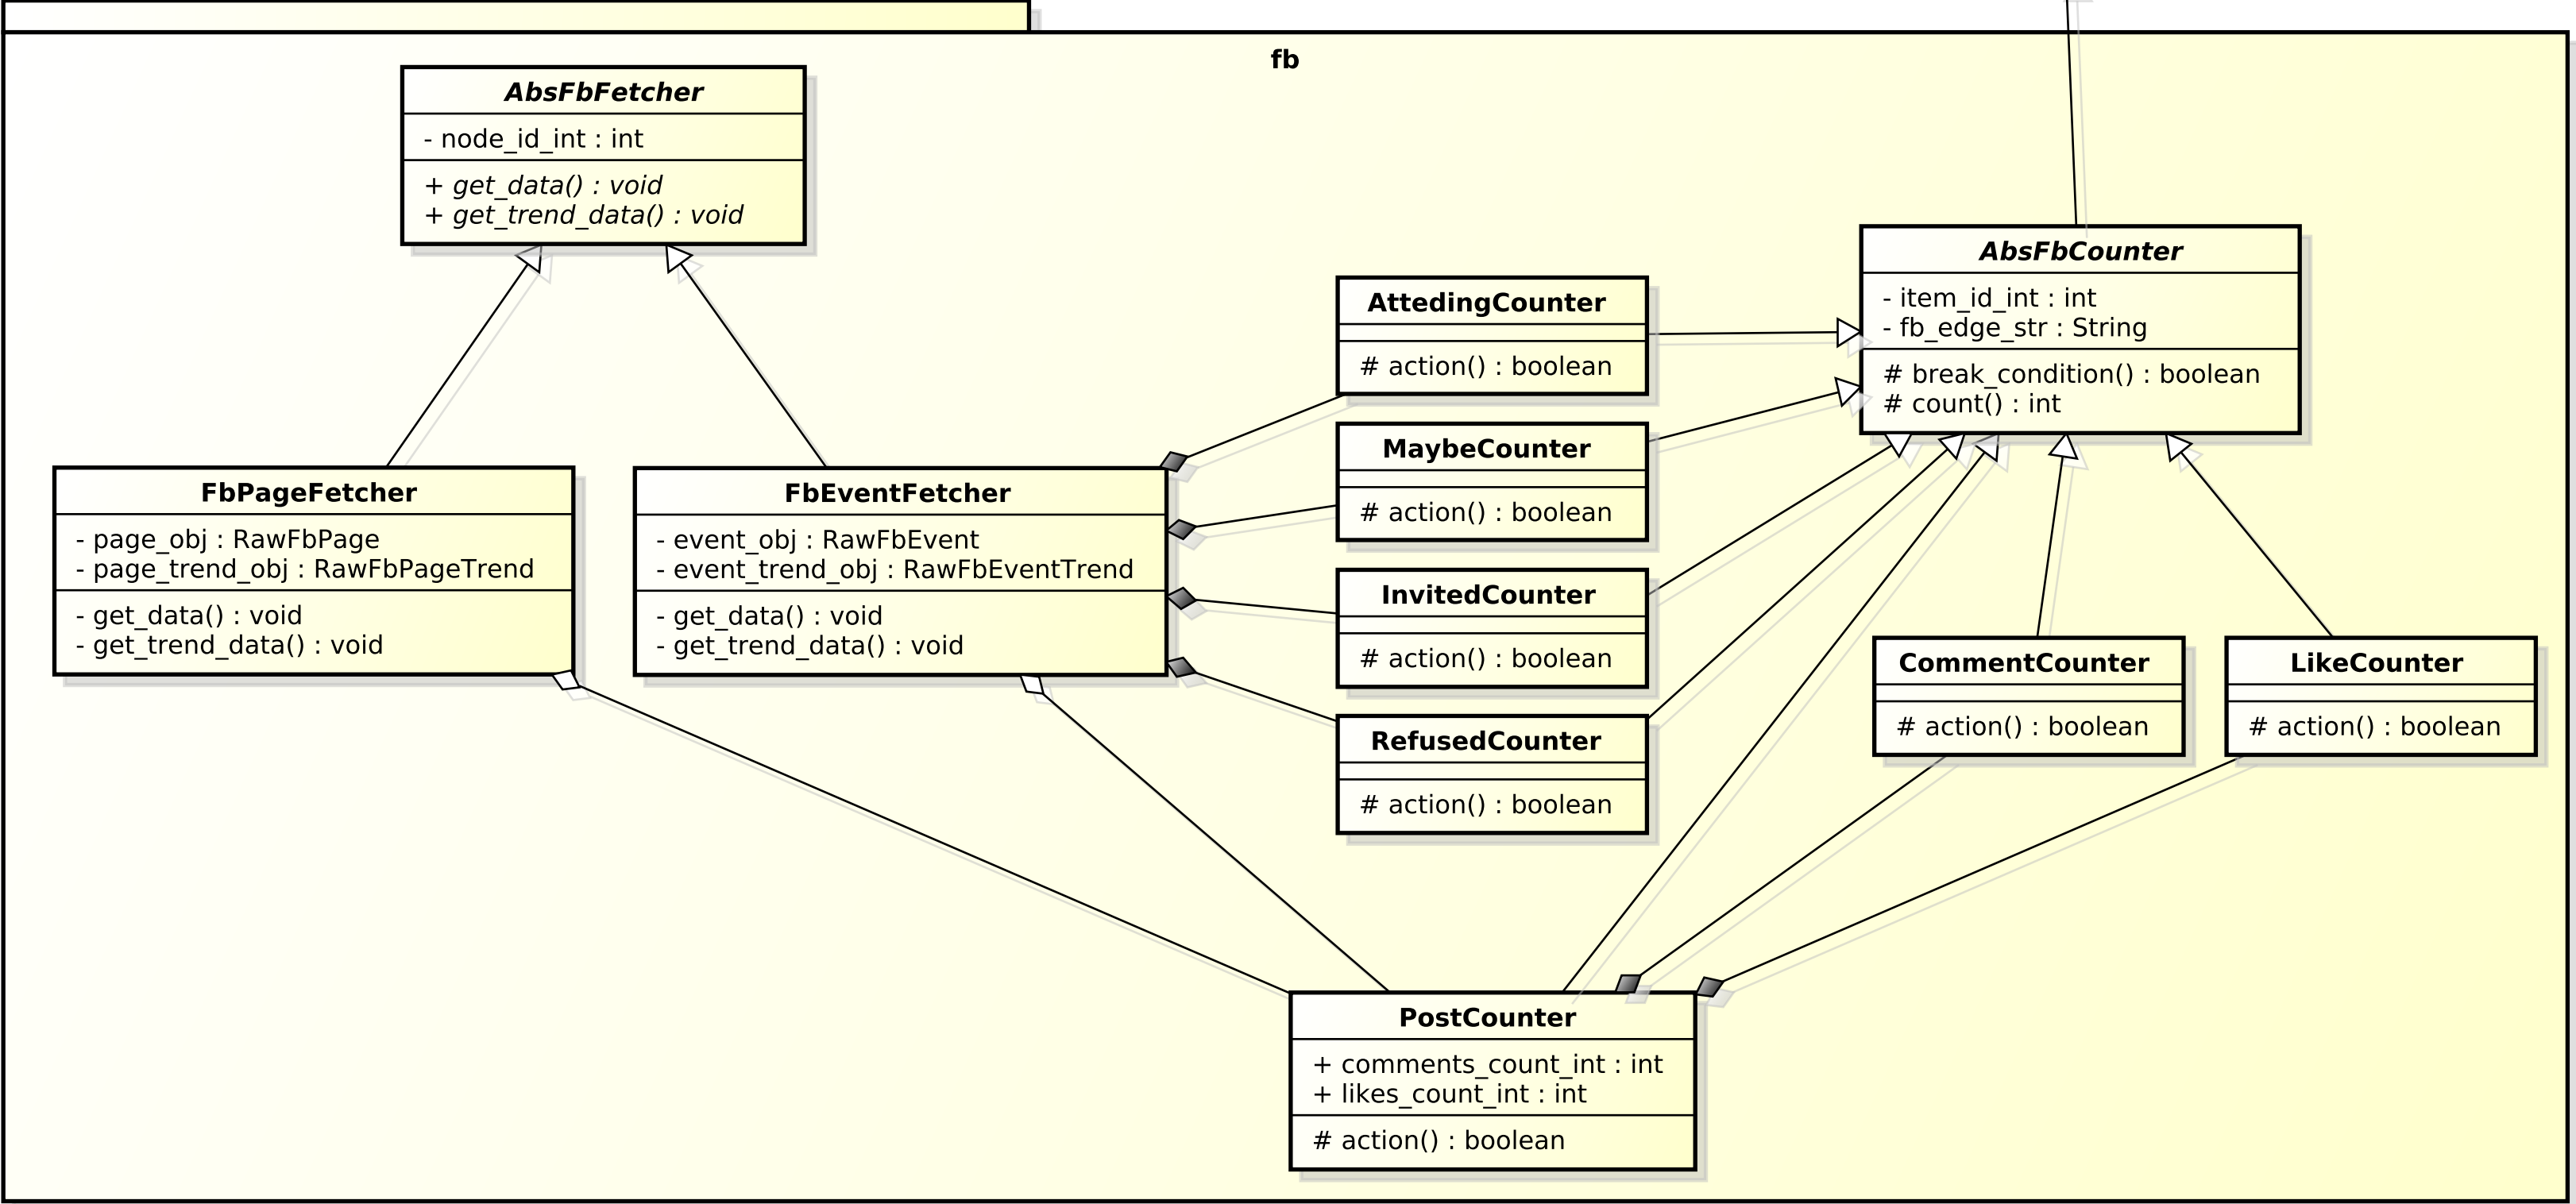 fb
AbsFbFetcher
- node_id_int : int
+ get_data() : void
+ get_trend_data() : void
AbsFbCounter
- item_id_int : int
- fb_edge_str : String
# break_condition() : boolean
# count() : int
AttedingCounter
# action() : boolean
MaybeCounter
# action() : boolean
FbPageFetcher
- page_obj : RawFbPage
- page_trend_obj : RawFbPageTrend
- get_data() : void
- get_trend_data() : void
FbEventFetcher
- event_obj : RawFbEvent
- event_trend_obj : RawFbEventTrend
- get_data() : void
- get_trend_data() : void
InvitedCounter
# action() : boolean
RefusedCounter
# action() : boolean
CommentCounter
# action() : boolean
LikeCounter
# action() : boolean
PostCounter
+ comments_count_int : int
+ likes_count_int : int
# action() : boolean